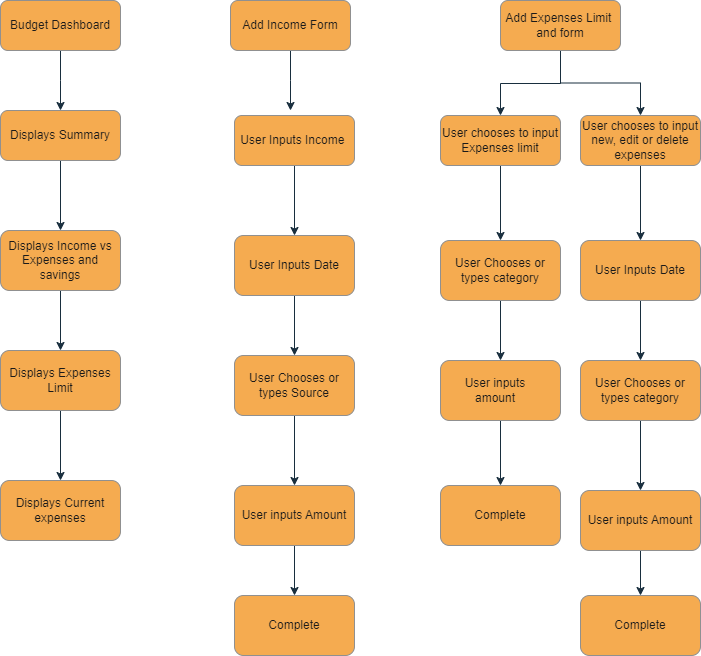 Budget Dashboard
Displays Summary
Displays Income vs
Expenses and
savings
Displays Expenses
Limit
Displays Current
expenses
Add Income Form
User Inputs Income
User Inputs Date
User Chooses or
types Source
User inputs Amount
Complete
Add Expenses Limit
and form
User chooses to input
Expenses limit
User Chooses or
types category
User inputs
amount
Complete
User chooses to input
new, edit or delete
expenses
User Inputs Date
User Chooses or
types category
User inputs Amount
Complete